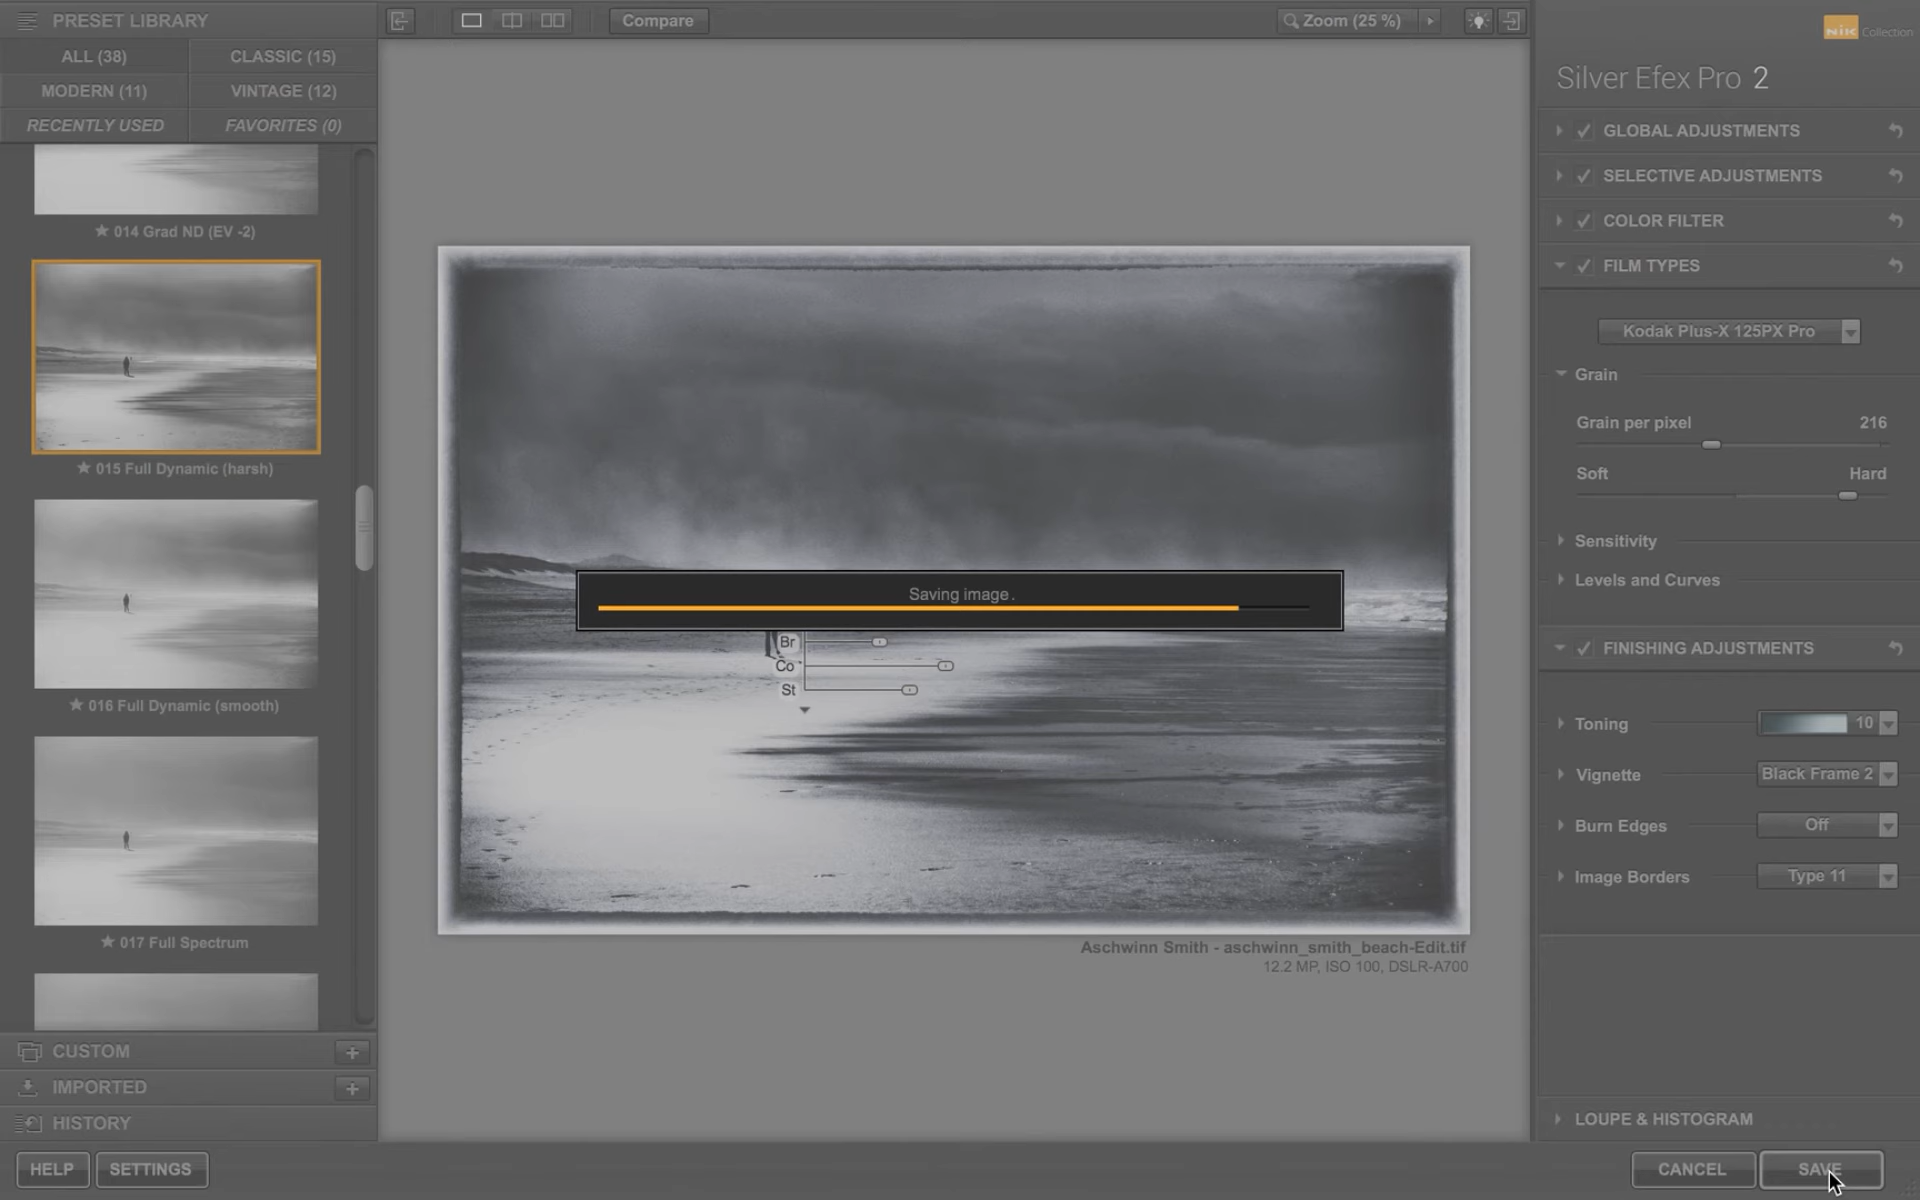 PRESET LIBRARY
ALL (38)
CLASSIC (15)
MODERN (11)
VINTAGE (12)
RECENTLY USED
FAVORITES (0)
★ 014 Grad ND (EV -2)
★ 015 Full Dynamic (harsh)
★ 016 Full Dynamic (smooth)
★ 017 Full Spectrum
CUSTOM
IMPORTED
HISTORY
HELP
SETTINGS
Compare
Zoom (25 %)
Saving image.
Br
Co
St
Aschwinn Smith - aschwinn_smith_beach-Edit.tif
12.2 MP, ISO 100, DSLR-A700
Nik Collection
Silver Efex Pro 2
GLOBAL ADJUSTMENTS
SELECTIVE ADJUSTMENTS
COLOR FILTER
FILM TYPES
Kodak Plus-X 125PX Pro
Grain
Grain per pixel 216
Soft Hard
Sensitivity
Levels and Curves
FINISHING ADJUSTMENTS
Toning 10
Vignette Black Frame 2
Burn Edges Off
Image Borders Type 11
LOUPE & HISTOGRAM
CANCEL
SAVE